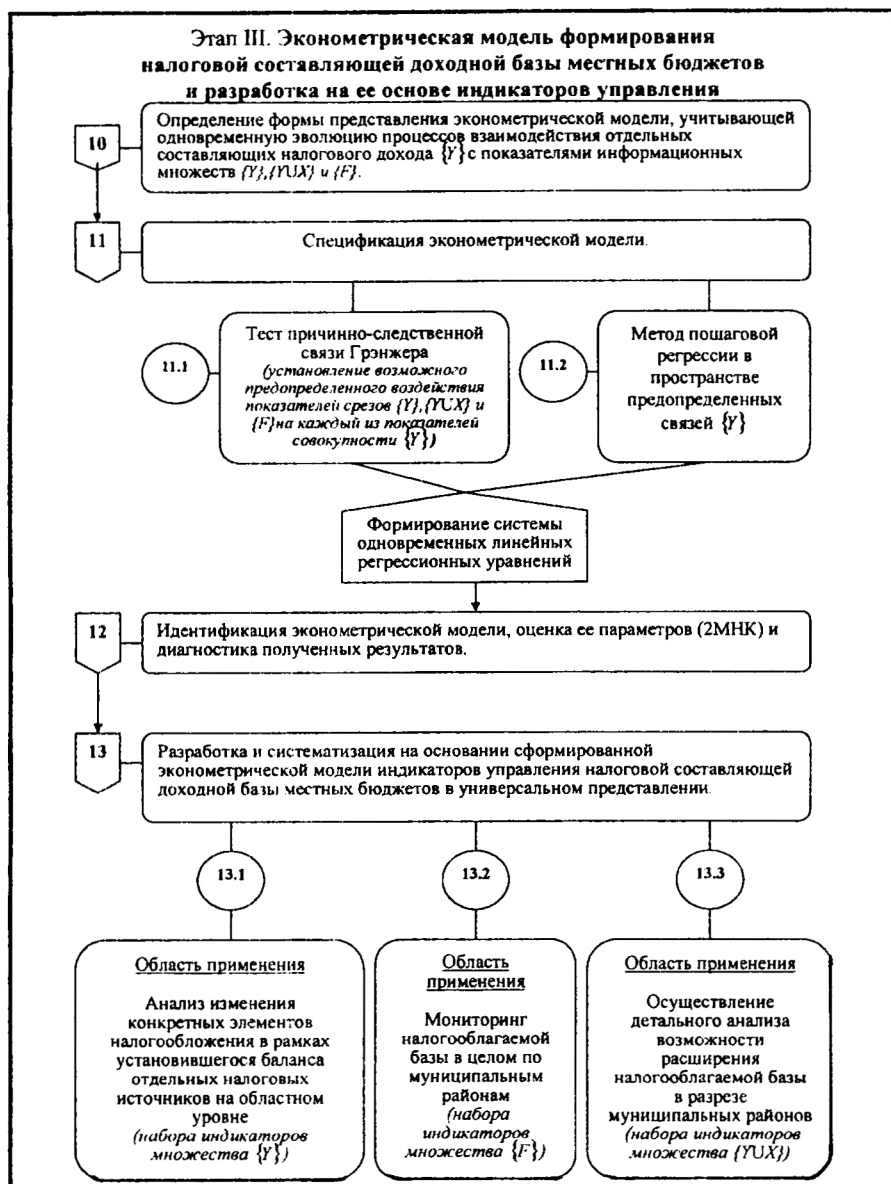 Этап III. Эконометрическая модель формирования
налоговой составляющей доходной базы местных бюджетов
и разработка на ее основе индикаторов управления
10
Определение формы представления эконометрической модели, учитывающей
одновременную эволюцию процессов взаимодействия отдельных
составляющих налогового дохода {Y} с показателями информационных
множеств {Y},{YUX} и {F}.
11
Спецификация эконометрической модели.
11.1
Тест причинно-следственной
связи Грэнжера
(установление возможного
предопределенного воздействия
показателей срезов {Y},{YUX} и
{F}на каждый из показателей
совокупности {Y})
11.2
Метод пошаговой
регрессии в
пространстве
предопределенных
связей {Y}
Формирование системы
одновременных линейных
регрессионных уравнений
12
Идентификация эконометрической модели, оценка ее параметров (2МНК) и
диагностика полученных результатов.
13
Разработка и систематизация на основании сформированной
эконометрической модели индикаторов управления налоговой составляющей
доходной базы местных бюджетов в универсальном представлении.
13.1
Область применения
Анализ изменения
конкретных элементов
налогообложения в рамках
установившегося баланса
отдельных налоговых
источников на областном
уровне
(набора индикаторов
множества {Y})
13.2
Область
применения
Мониторинг
налогооблагаемой
базы в целом по
муниципальным
районам
(набора
индикаторов
множества {F})
13.3
Область применения
Осуществление
детального анализа
возможности
расширения
налогооблагаемой базы
в разрезе
муниципальных районов
(набора индикаторов
множества {YUX})